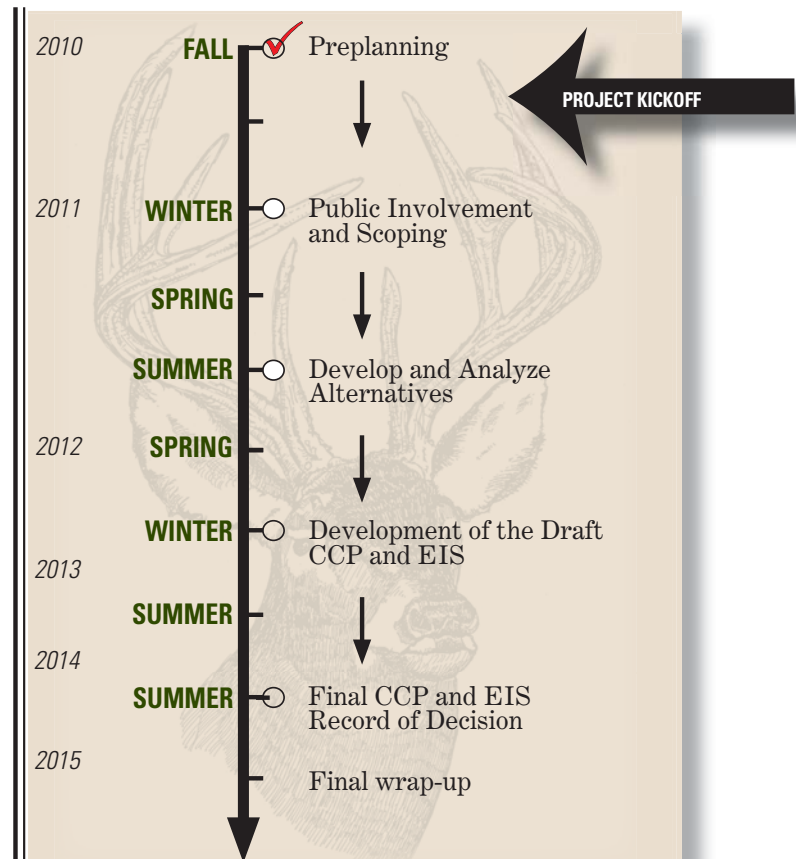 2010 FALL Preplanning
PROJECT KICKOFF
2011 WINTER Public Involvement
and Scoping
SPRING
SUMMER Develop and Analyze
Alternatives
2012 SPRING
WINTER Development of the Draft
CCP and EIS
2013
SUMMER
2014
SUMMER Final CCP and EIS
Record of Decision
2015
Final wrap-up